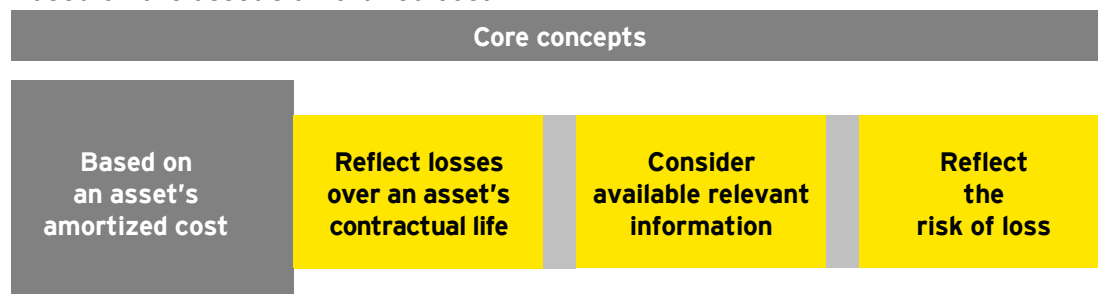 Core concepts
Based on
an asset's
amortized cost
Reflect losses
over an asset's
contractual life
Consider
available relevant
information
Reflect
the
risk of loss